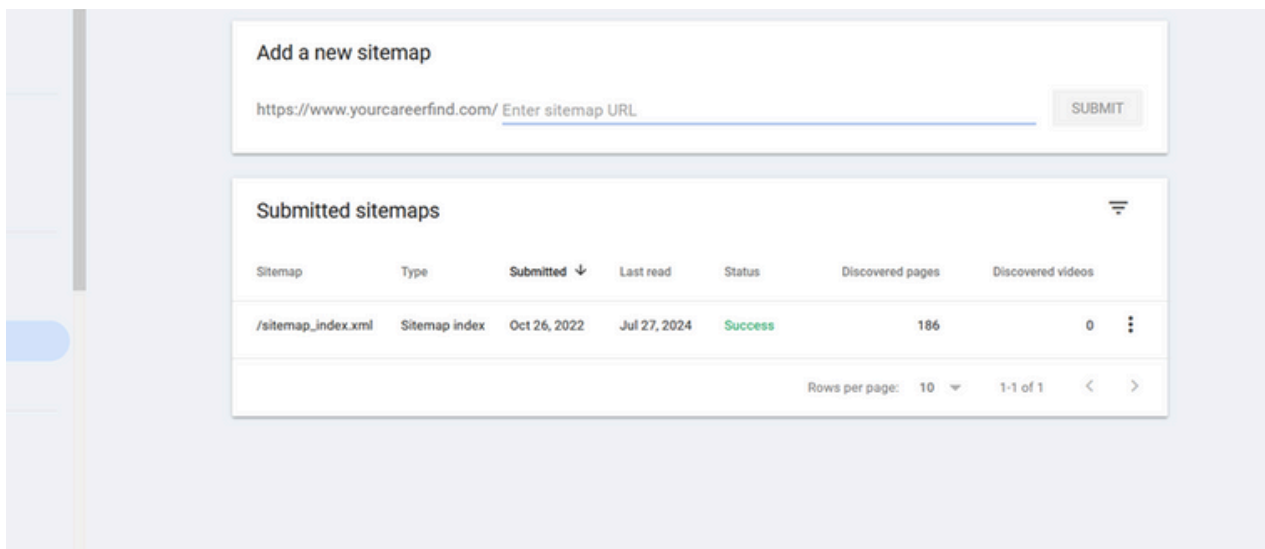 Add a new sitemap
https://www.yourcareerfind.com/ Enter sitemap URL SUBMIT
Submitted sitemaps
Sitemap Type Submitted Last read Status Discovered pages Discovered videos
/sitemap_index.xml Sitemap index Oct 26, 2022 Jul 27, 2024 Success 186 0
Rows per page: 10 1-1 of 1